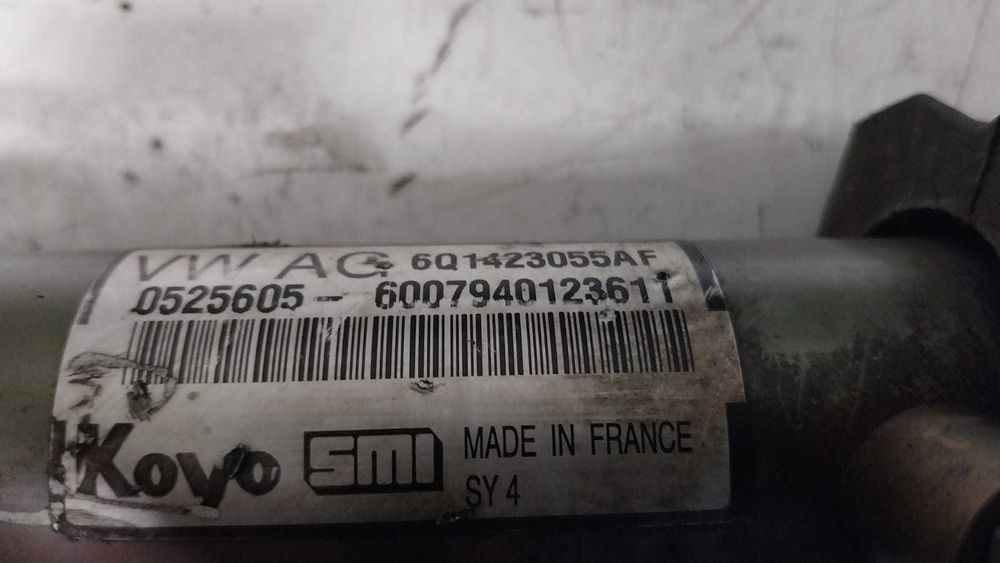 VW AG 6Q1423055AF
0525605 - 6007940123611
Koyo SMI MADE IN FRANCE
SY 4